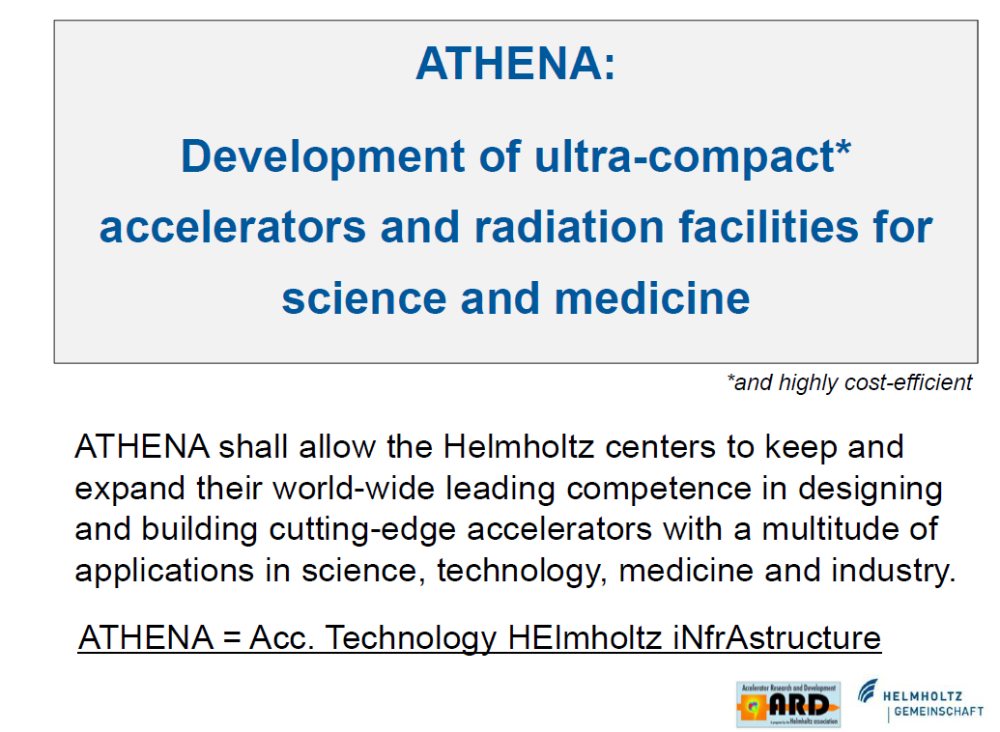 ATHENA:
Development of ultra-compact*
accelerators and radiation facilities for
science and medicine
*and highly cost-efficient
ATHENA shall allow the Helmholtz centers to keep and
expand their world-wide leading competence in designing
and building cutting-edge accelerators with a multitude of
applications in science, technology, medicine and industry.
ATHENA = Acc. Technology HElmholtz iNfrAstructure
Accelerator Research and Development
ARD
A program by the Helmholtz association
HELMHOLTZ
GEMEINSCHAFT